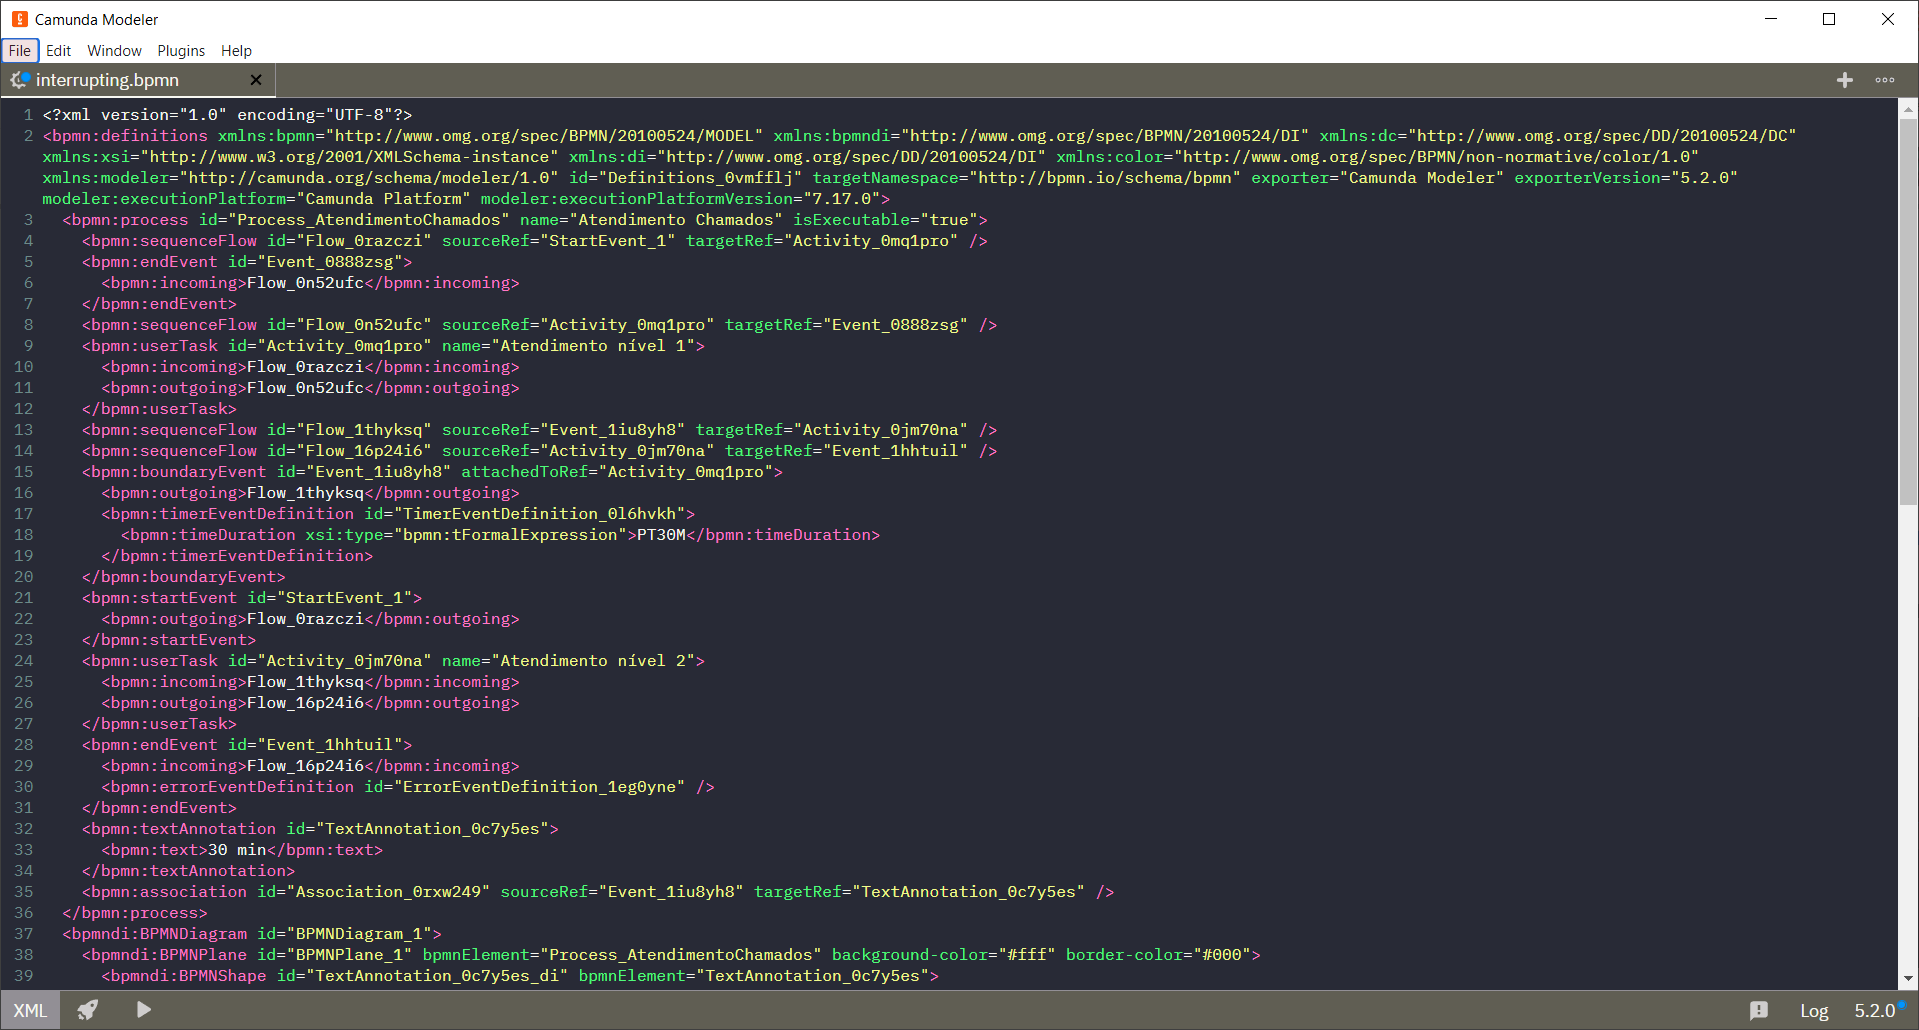 Camunda Modeler
File Edit Window Plugins Help
interrupting.bpmn
1 <?xml version="1.0" encoding="UTF-8"?>
2 <bpmn:definitions xmlns:bpmn="http://www.omg.org/spec/BPMN/20100524/MODEL" xmlns:bpmndi="http://www.omg.org/spec/BPMN/20100524/DI" xmlns:dc="http://www.omg.org/spec/DD/20100524/DC"
xmlns:xsi="http://www.w3.org/2001/XMLSchema-instance" xmlns:di="http://www.omg.org/spec/DD/20100524/DI" xmlns:color="http://www.omg.org/spec/BPMN/non-normative/color/1.0"
xmlns:modeler="http://camunda.org/schema/modeler/1.0" id="Definitions_0vmfflj" targetNamespace="http://bpmn.io/schema/bpmn" exporter="Camunda Modeler" exporterVersion="5.2.0"
modeler:executionPlatform="Camunda Platform" modeler:executionPlatformVersion="7.17.0">
3 <bpmn:process id="Process_AtendimentoChamados" name="Atendimento Chamados" isExecutable="true">
4 <bpmn:sequenceFlow id="Flow_0razczi" sourceRef="StartEvent_1" targetRef="Activity_0mq1pro" />
5 <bpmn:endEvent id="Event_0888zsg">
6 <bpmn:incoming>Flow_0n52ufc</bpmn:incoming>
7 </bpmn:endEvent>
8 <bpmn:sequenceFlow id="Flow_0n52ufc" sourceRef="Activity_0mq1pro" targetRef="Event_0888zsg" />
9 <bpmn:userTask id="Activity_0mq1pro" name="Atendimento nível 1">
10 <bpmn:incoming>Flow_0razczi</bpmn:incoming>
11 <bpmn:outgoing>Flow_0n52ufc</bpmn:outgoing>
12 </bpmn:userTask>
13 <bpmn:sequenceFlow id="Flow_1thyksq" sourceRef="Event_1iu8yh8" targetRef="Activity_0jm70na" />
14 <bpmn:sequenceFlow id="Flow_16p24i6" sourceRef="Activity_0jm70na" targetRef="Event_1hhtuil" />
15 <bpmn:boundaryEvent id="Event_1iu8yh8" attachedToRef="Activity_0mq1pro">
16 <bpmn:outgoing>Flow_1thyksq</bpmn:outgoing>
17 <bpmn:timerEventDefinition id="TimerEventDefinition_0l6hvkh">
18 <bpmn:timeDuration xsi:type="bpmn:tFormalExpression">PT30M</bpmn:timeDuration>
19 </bpmn:timerEventDefinition>
20 </bpmn:boundaryEvent>
21 <bpmn:startEvent id="StartEvent_1">
22 <bpmn:outgoing>Flow_0razczi</bpmn:outgoing>
23 </bpmn:startEvent>
24 <bpmn:userTask id="Activity_0jm70na" name="Atendimento nível 2">
25 <bpmn:incoming>Flow_1thyksq</bpmn:incoming>
26 <bpmn:outgoing>Flow_16p24i6</bpmn:outgoing>
27 </bpmn:userTask>
28 <bpmn:endEvent id="Event_1hhtuil">
29 <bpmn:incoming>Flow_16p24i6</bpmn:incoming>
30 <bpmn:errorEventDefinition id="ErrorEventDefinition_1eg0yne" />
31 </bpmn:endEvent>
32 <bpmn:textAnnotation id="TextAnnotation_0c7y5es">
33 <bpmn:text>30 min</bpmn:text>
34 </bpmn:textAnnotation>
35 <bpmn:association id="Association_0rxw249" sourceRef="Event_1iu8yh8" targetRef="TextAnnotation_0c7y5es" />
36 </bpmn:process>
37 <bpmndi:BPMNDiagram id="BPMNDiagram_1">
38 <bpmndi:BPMNPlane id="BPMNPlane_1" bpmnElement="Process_AtendimentoChamados" background-color="#fff" border-color="#000">
39 <bpmndi:BPMNShape id="TextAnnotation_0c7y5es_di" bpmnElement="TextAnnotation_0c7y5es">
XML Log 5.2.0